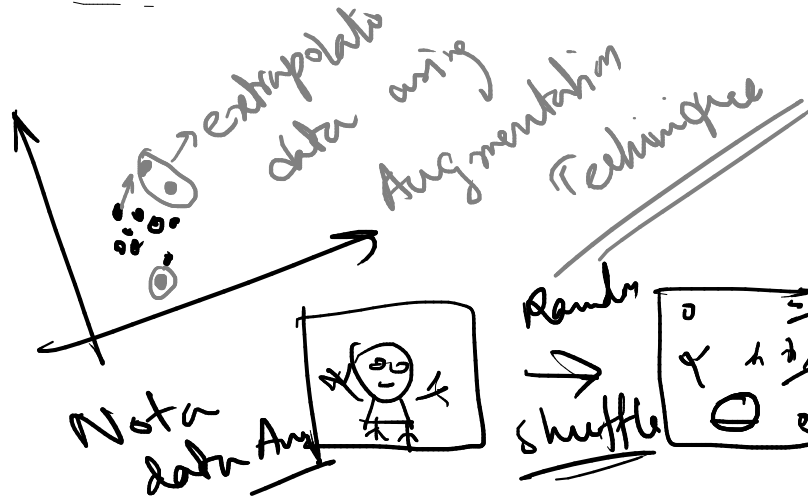 extrapolate
data using
Augmentation
Technique
Random
shuffle
Not a
data Aug